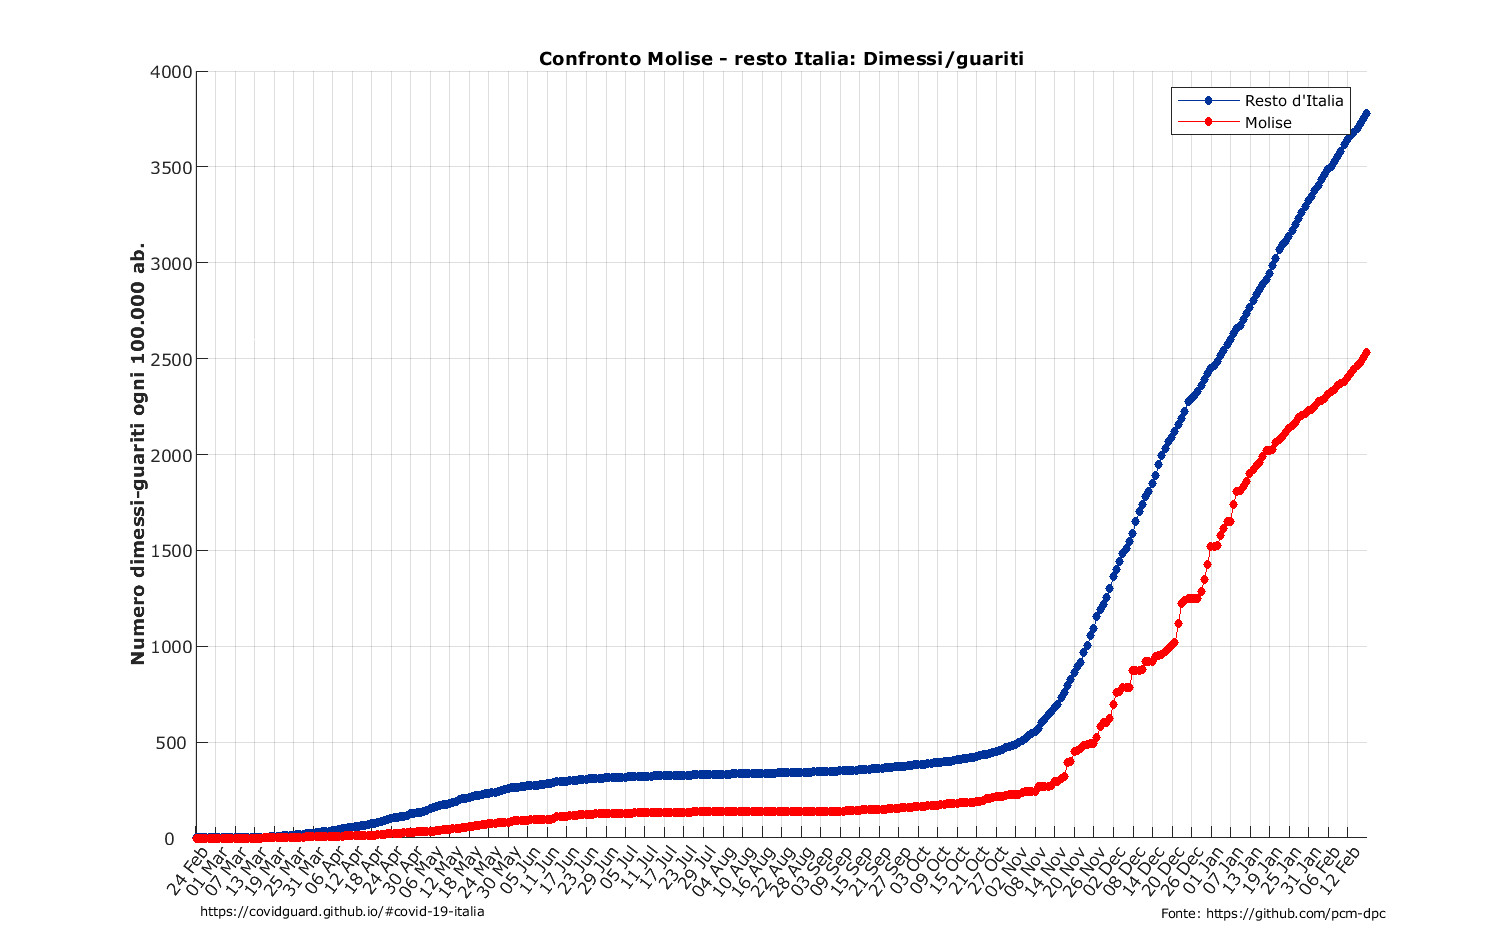 Confronto Molise - resto Italia: Dimessi/guariti
Numero dimessi-guariti ogni 100.000 ab.
4000
3500
3000
2500
2000
1500
1000
500
0
Resto d'Italia
Molise
24 Feb
01 Mar
07 Mar
13 Mar
19 Mar
25 Mar
31 Mar
06 Apr
12 Apr
18 Apr
24 Apr
30 Apr
06 May
12 May
18 May
24 May
30 May
05 Jun
11 Jun
17 Jun
23 Jun
29 Jun
05 Jul
11 Jul
17 Jul
23 Jul
29 Jul
04 Aug
10 Aug
16 Aug
22 Aug
28 Aug
03 Sep
09 Sep
15 Sep
21 Sep
27 Sep
03 Oct
09 Oct
15 Oct
21 Oct
27 Oct
02 Nov
08 Nov
14 Nov
20 Nov
26 Nov
02 Dec
08 Dec
14 Dec
20 Dec
26 Dec
01 Jan
07 Jan
13 Jan
19 Jan
25 Jan
31 Jan
06 Feb
12 Feb
https://covidguard.github.io/#covid-19-italia
Fonte: https://github.com/pcm-dpc